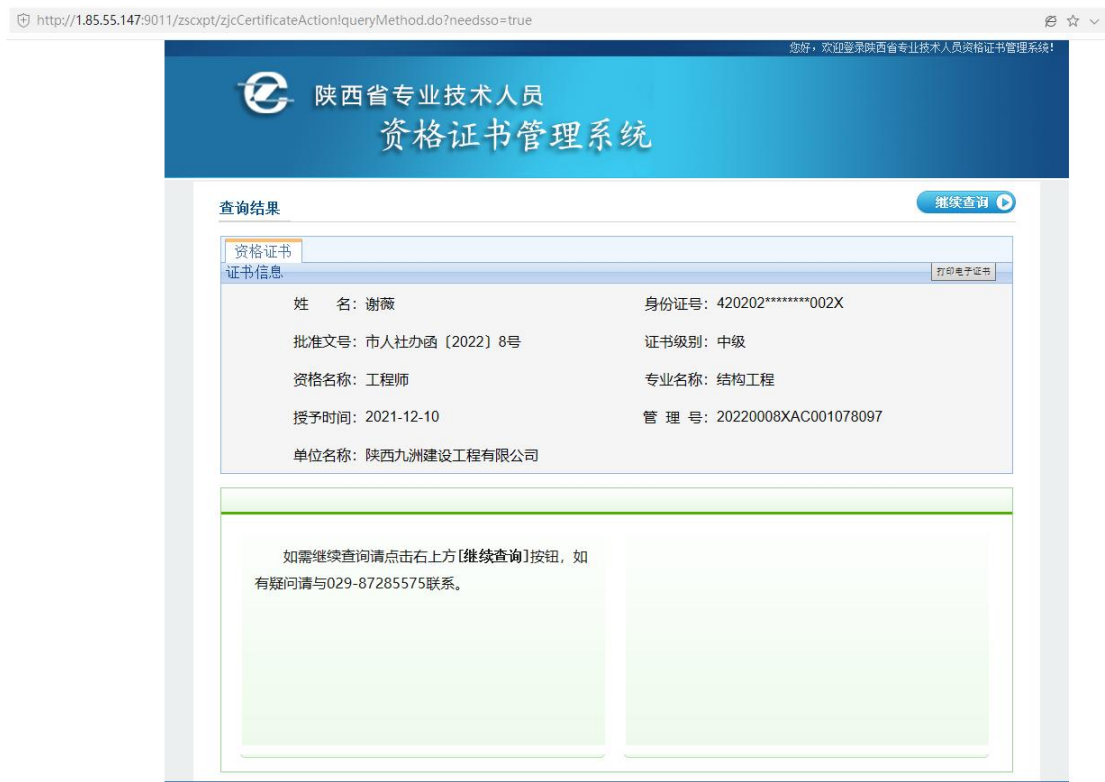 http://1.85.55.147:9011/zscxpt/zjcCertificateAction!queryMethod.do?needsso=true
您好，欢迎登录陕西省专业技术人员资格证书管理系统！
陕西省专业技术人员
资格证书管理系统
查询结果
继续查询
资格证书
证书信息
打印电子证书
姓 名：谢薇 身份证号：420202********002X
批准文号：市人社办函〔2022〕8号 证书级别：中级
资格名称：工程师 专业名称：结构工程
授予时间：2021-12-10 管 理 号：20220008XAC001078097
单位名称：陕西九洲建设工程有限公司
如需继续查询请点击右上方[继续查询]按钮，如
有疑问请与029-87285575联系。